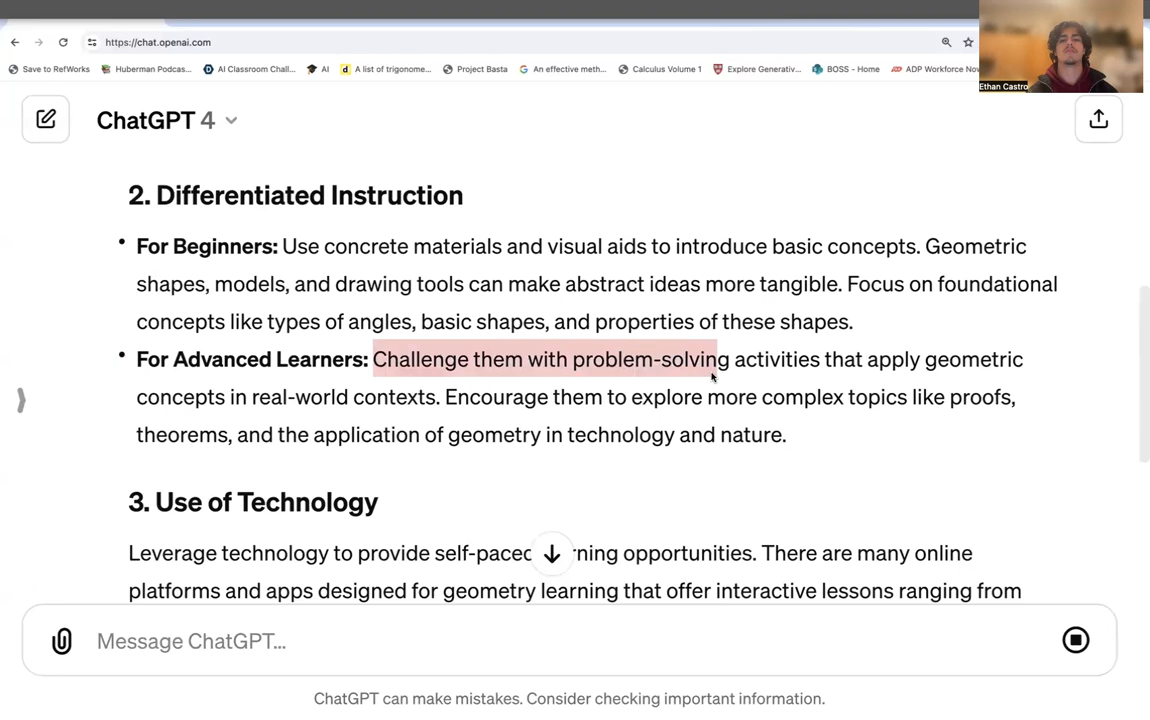 https://chat.openai.com
Save to RefWorks Huberman Podcas... AI Classroom Chall... AI A list of trigonome... Project Basta An effective meth... Calculus Volume 1 Explore Generativ... BOSS - Home ADP Workforce Now
Ethan Castro
ChatGPT 4
2. Differentiated Instruction
• For Beginners: Use concrete materials and visual aids to introduce basic concepts. Geometric
shapes, models, and drawing tools can make abstract ideas more tangible. Focus on foundational
concepts like types of angles, basic shapes, and properties of these shapes.
• For Advanced Learners: Challenge them with problem-solving activities that apply geometric
concepts in real-world contexts. Encourage them to explore more complex topics like proofs,
theorems, and the application of geometry in technology and nature.
3. Use of Technology
Leverage technology to provide self-paced rning opportunities. There are many online
platforms and apps designed for geometry learning that offer interactive lessons ranging from
Message ChatGPT...
ChatGPT can make mistakes. Consider checking important information.